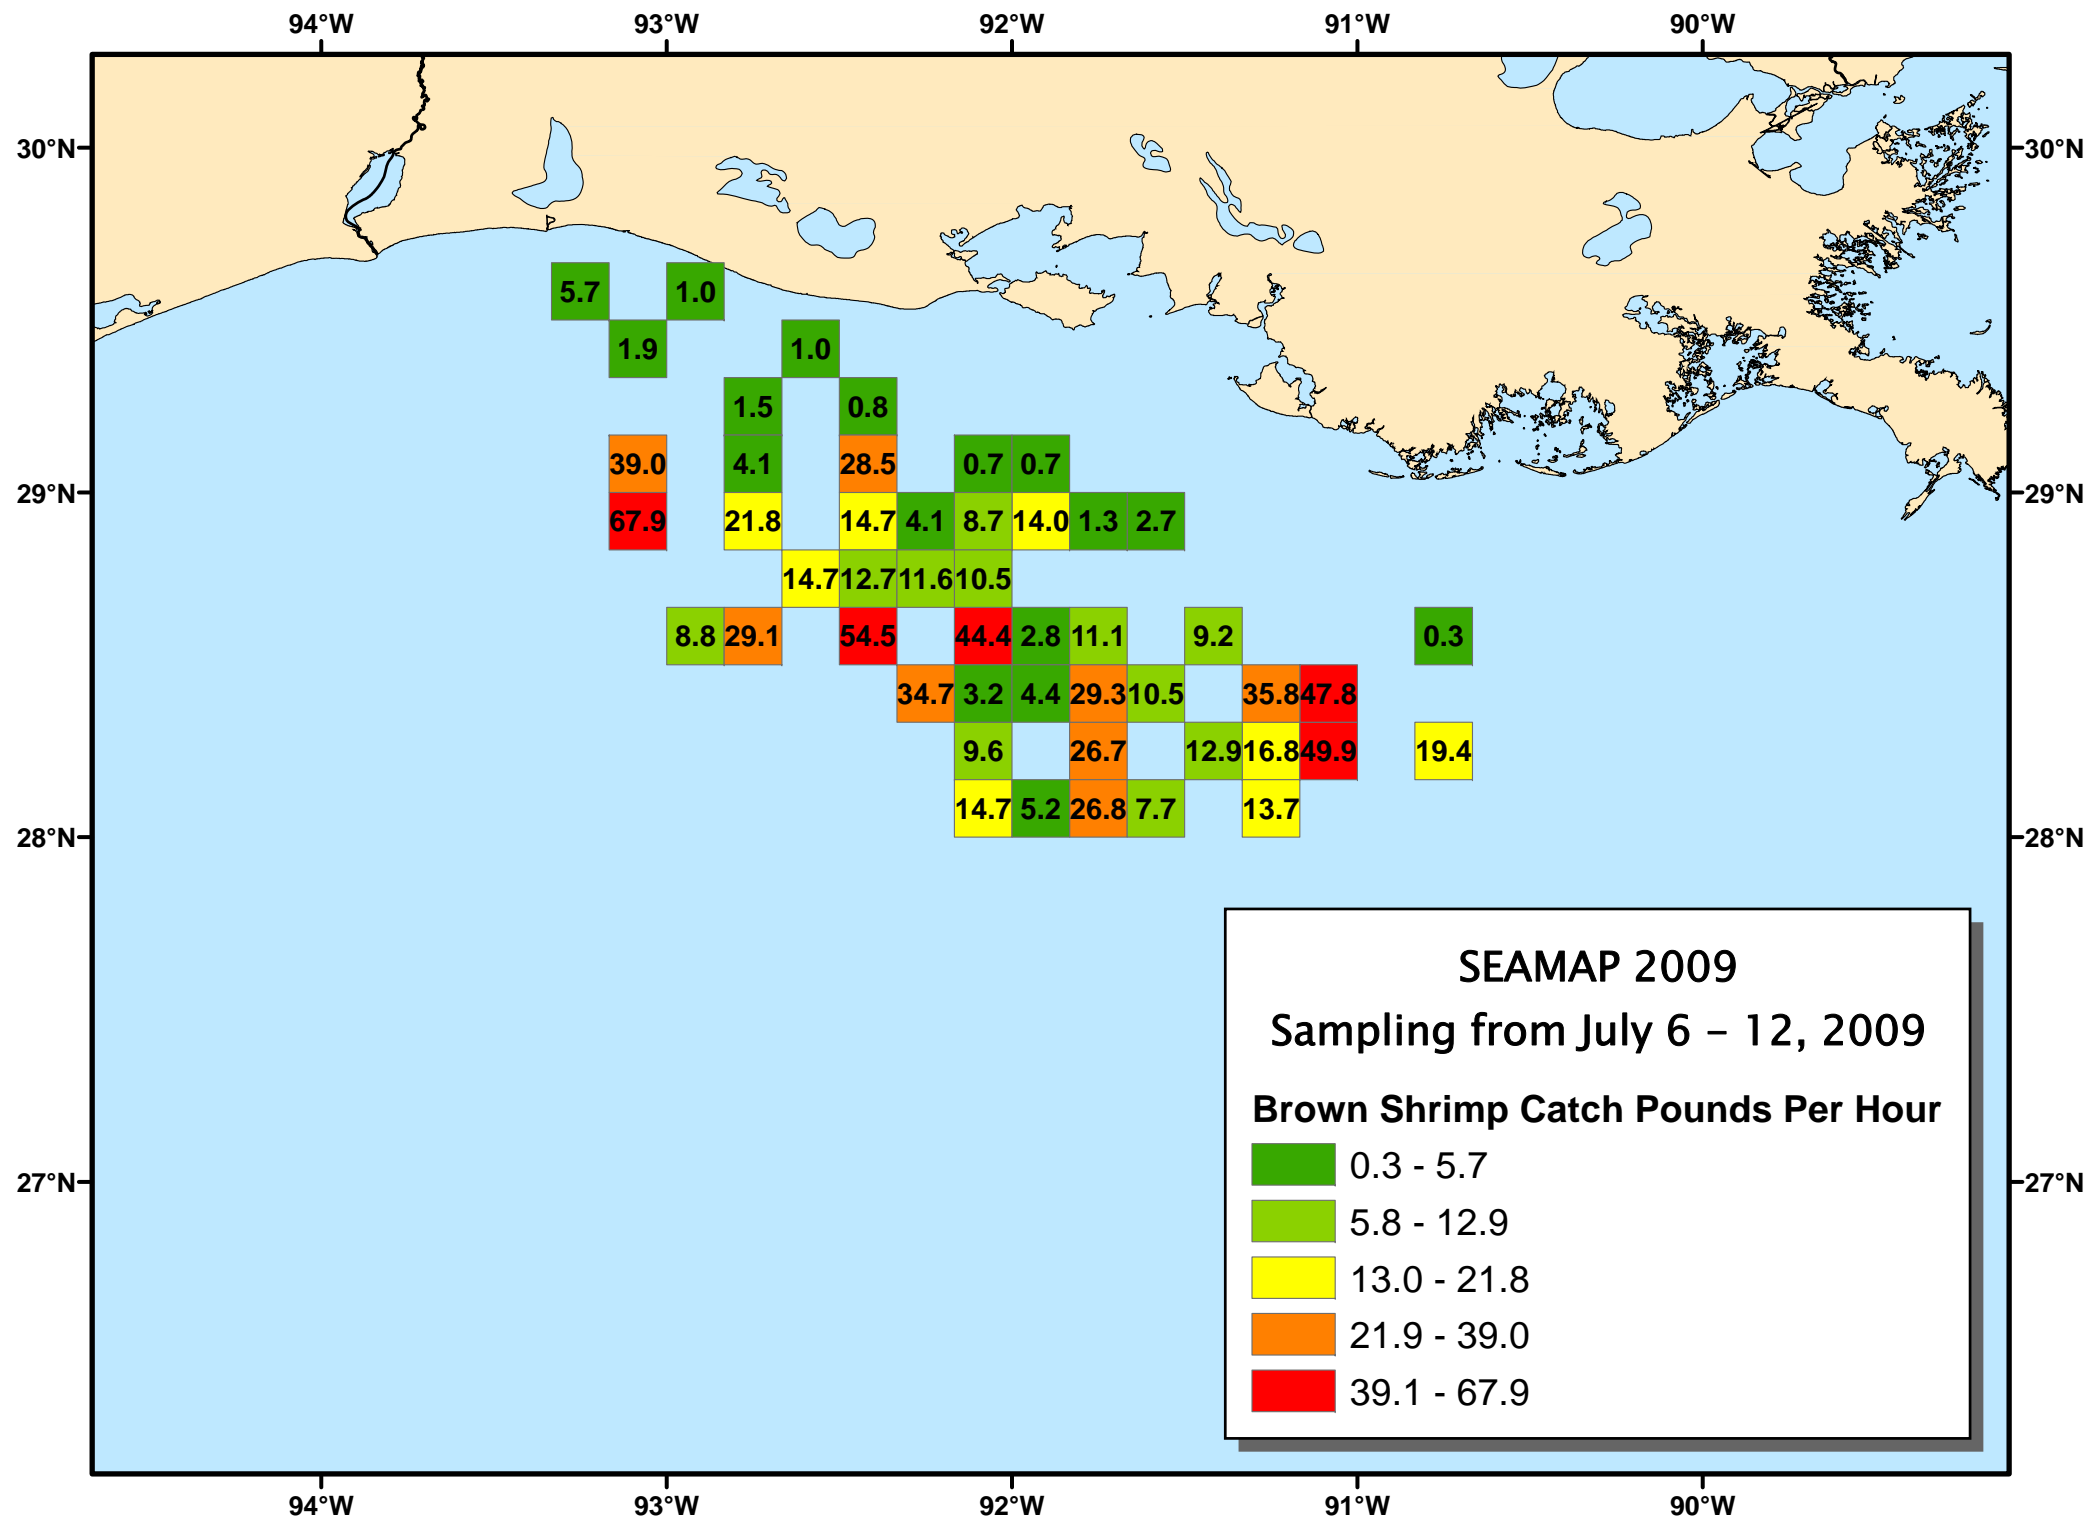 94°W 93°W 92°W 91°W 90°W
30°N 30°N
5.7 1.0
1.9 1.0
1.5 0.8
39.0 4.1 28.5 0.7 0.7
29°N 29°N
67.9 21.8 14.7 4.1 8.7 14.0 1.3 2.7
14.7 12.7 11.6 10.5
8.8 29.1 54.5 44.4 2.8 11.1 9.2 0.3
34.7 3.2 4.4 29.3 10.5 35.8 47.8
9.6 26.7 12.9 16.8 49.9 19.4
14.7 5.2 26.8 7.7 13.7
28°N 28°N
SEAMAP 2009
Sampling from July 6 – 12, 2009
Brown Shrimp Catch Pounds Per Hour
0.3 - 5.7
27°N 27°N
5.8 - 12.9
13.0 - 21.8
21.9 - 39.0
39.1 - 67.9
94°W 93°W 92°W 91°W 90°W